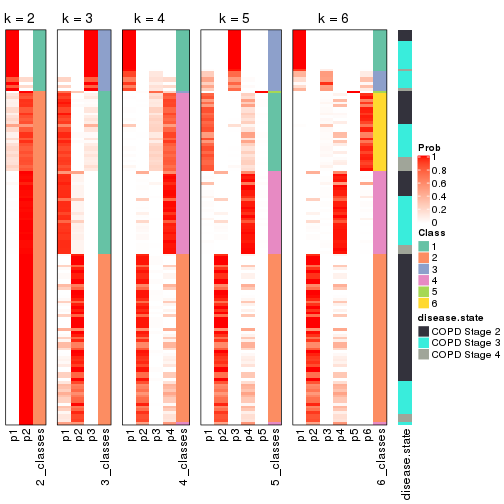 k = 2 k = 3 k = 4 k = 5 k = 6
Prob
1
0.8
0.6
0.4
0.2
0
Class
1
2
3
4
5
6
disease.state
COPD Stage 2
COPD Stage 3
COPD Stage 4
p1 p2 2_classes p1 p2 p3 3_classes p1 p2 p3 p4 4_classes p1 p2 p3 p4 p5 5_classes p1 p2 p3 p4 p5 p6 6_classes disease.state